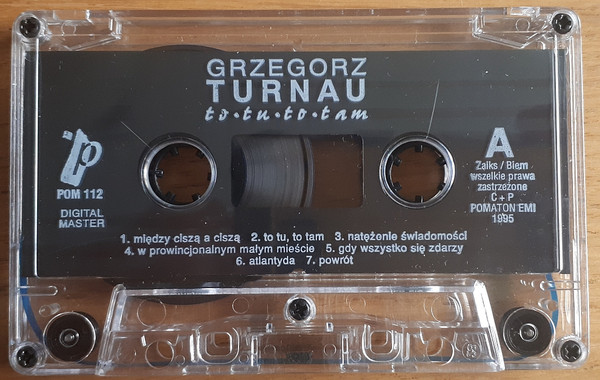 GRZEGORZ
TURNAU
to•tu•to•tam
p
POM 112
DIGITAL
MASTER
A
Zaiks / Biem
wszelkie prawa
zastrzeżone
C + P
POMATON EMI
1995
1. między ciszą a ciszą 2. to tu, to tam 3. natężenie świadomości
4. w prowincjonalnym małym mieście 5. gdy wszystko się zdarzy
6. atlantyda 7. powrót